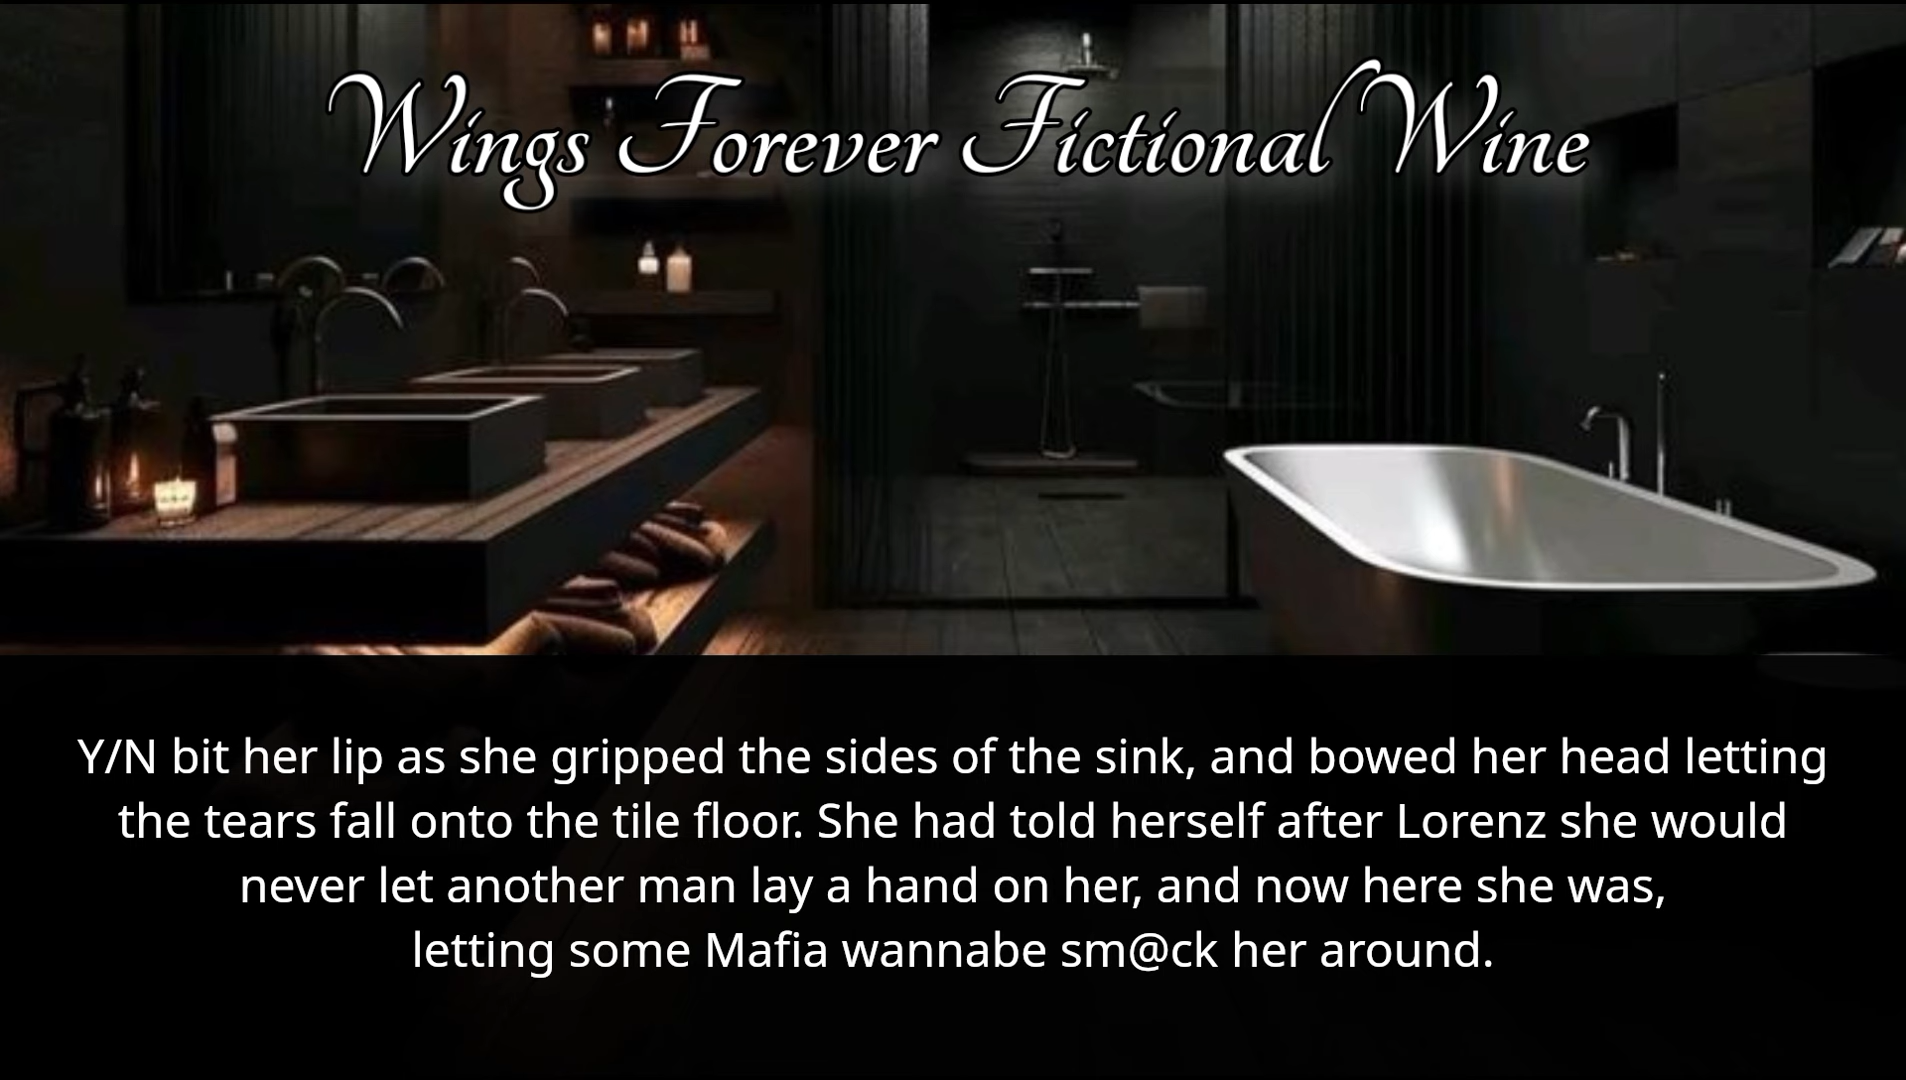 Wings Forever Fictional Wine
Y/N bit her lip as she gripped the sides of the sink, and bowed her head letting
the tears fall onto the tile floor. She had told herself after Lorenz she would
never let another man lay a hand on her, and now here she was,
letting some Mafia wannabe sm@ck her around.